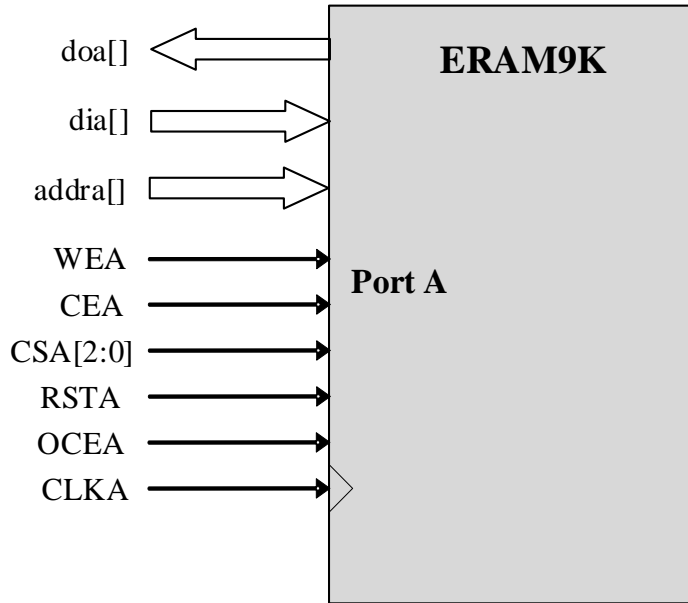 doa[]
ERAM9K
dia[]
addra[]
WEA
Port A
CEA
CSA[2:0]
RSTA
OCEA
CLKA